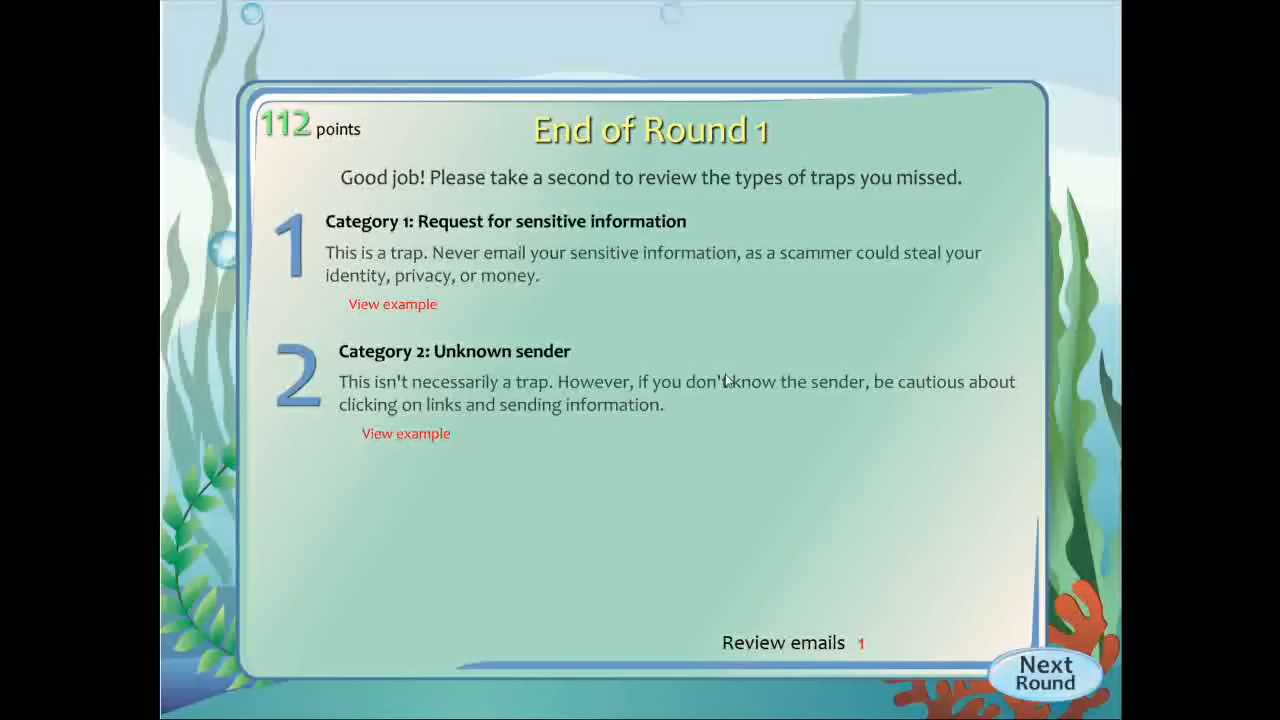 112 points
End of Round 1
Good job! Please take a second to review the types of traps you missed.
1
Category 1: Request for sensitive information
This is a trap. Never email your sensitive information, as a scammer could steal your
identity, privacy, or money.
View example
2
Category 2: Unknown sender
This isn't necessarily a trap. However, if you don't know the sender, be cautious about
clicking on links and sending information.
View example
Review emails 1
Next
Round